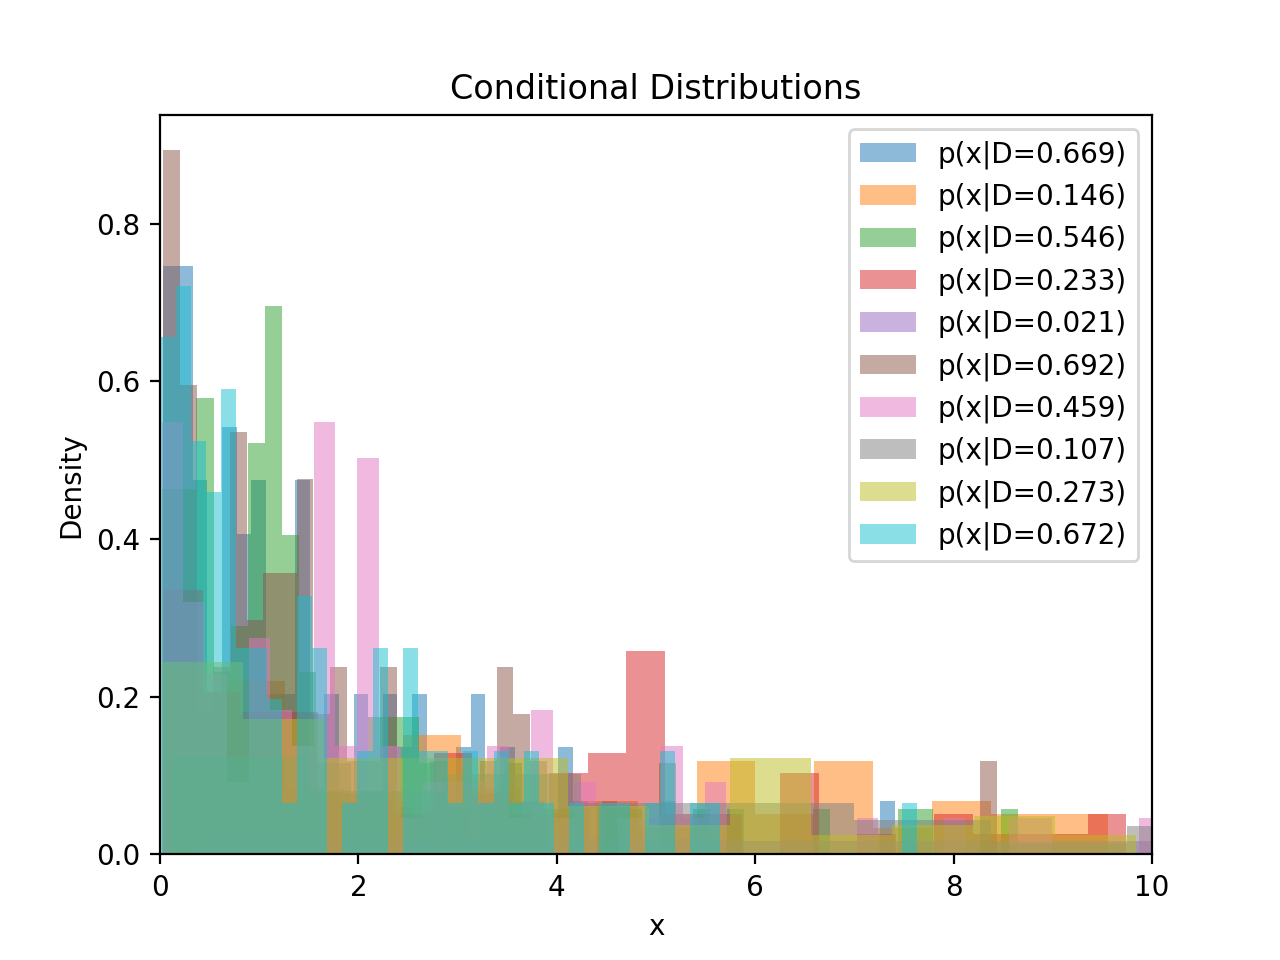 Conditional Distributions
p(x|D=0.669)
p(x|D=0.146)
p(x|D=0.546)
p(x|D=0.233)
p(x|D=0.021)
p(x|D=0.692)
p(x|D=0.459)
p(x|D=0.107)
p(x|D=0.273)
p(x|D=0.672)
Density
0.8
0.6
0.4
0.2
0.0
0 2 4 6 8 10
x